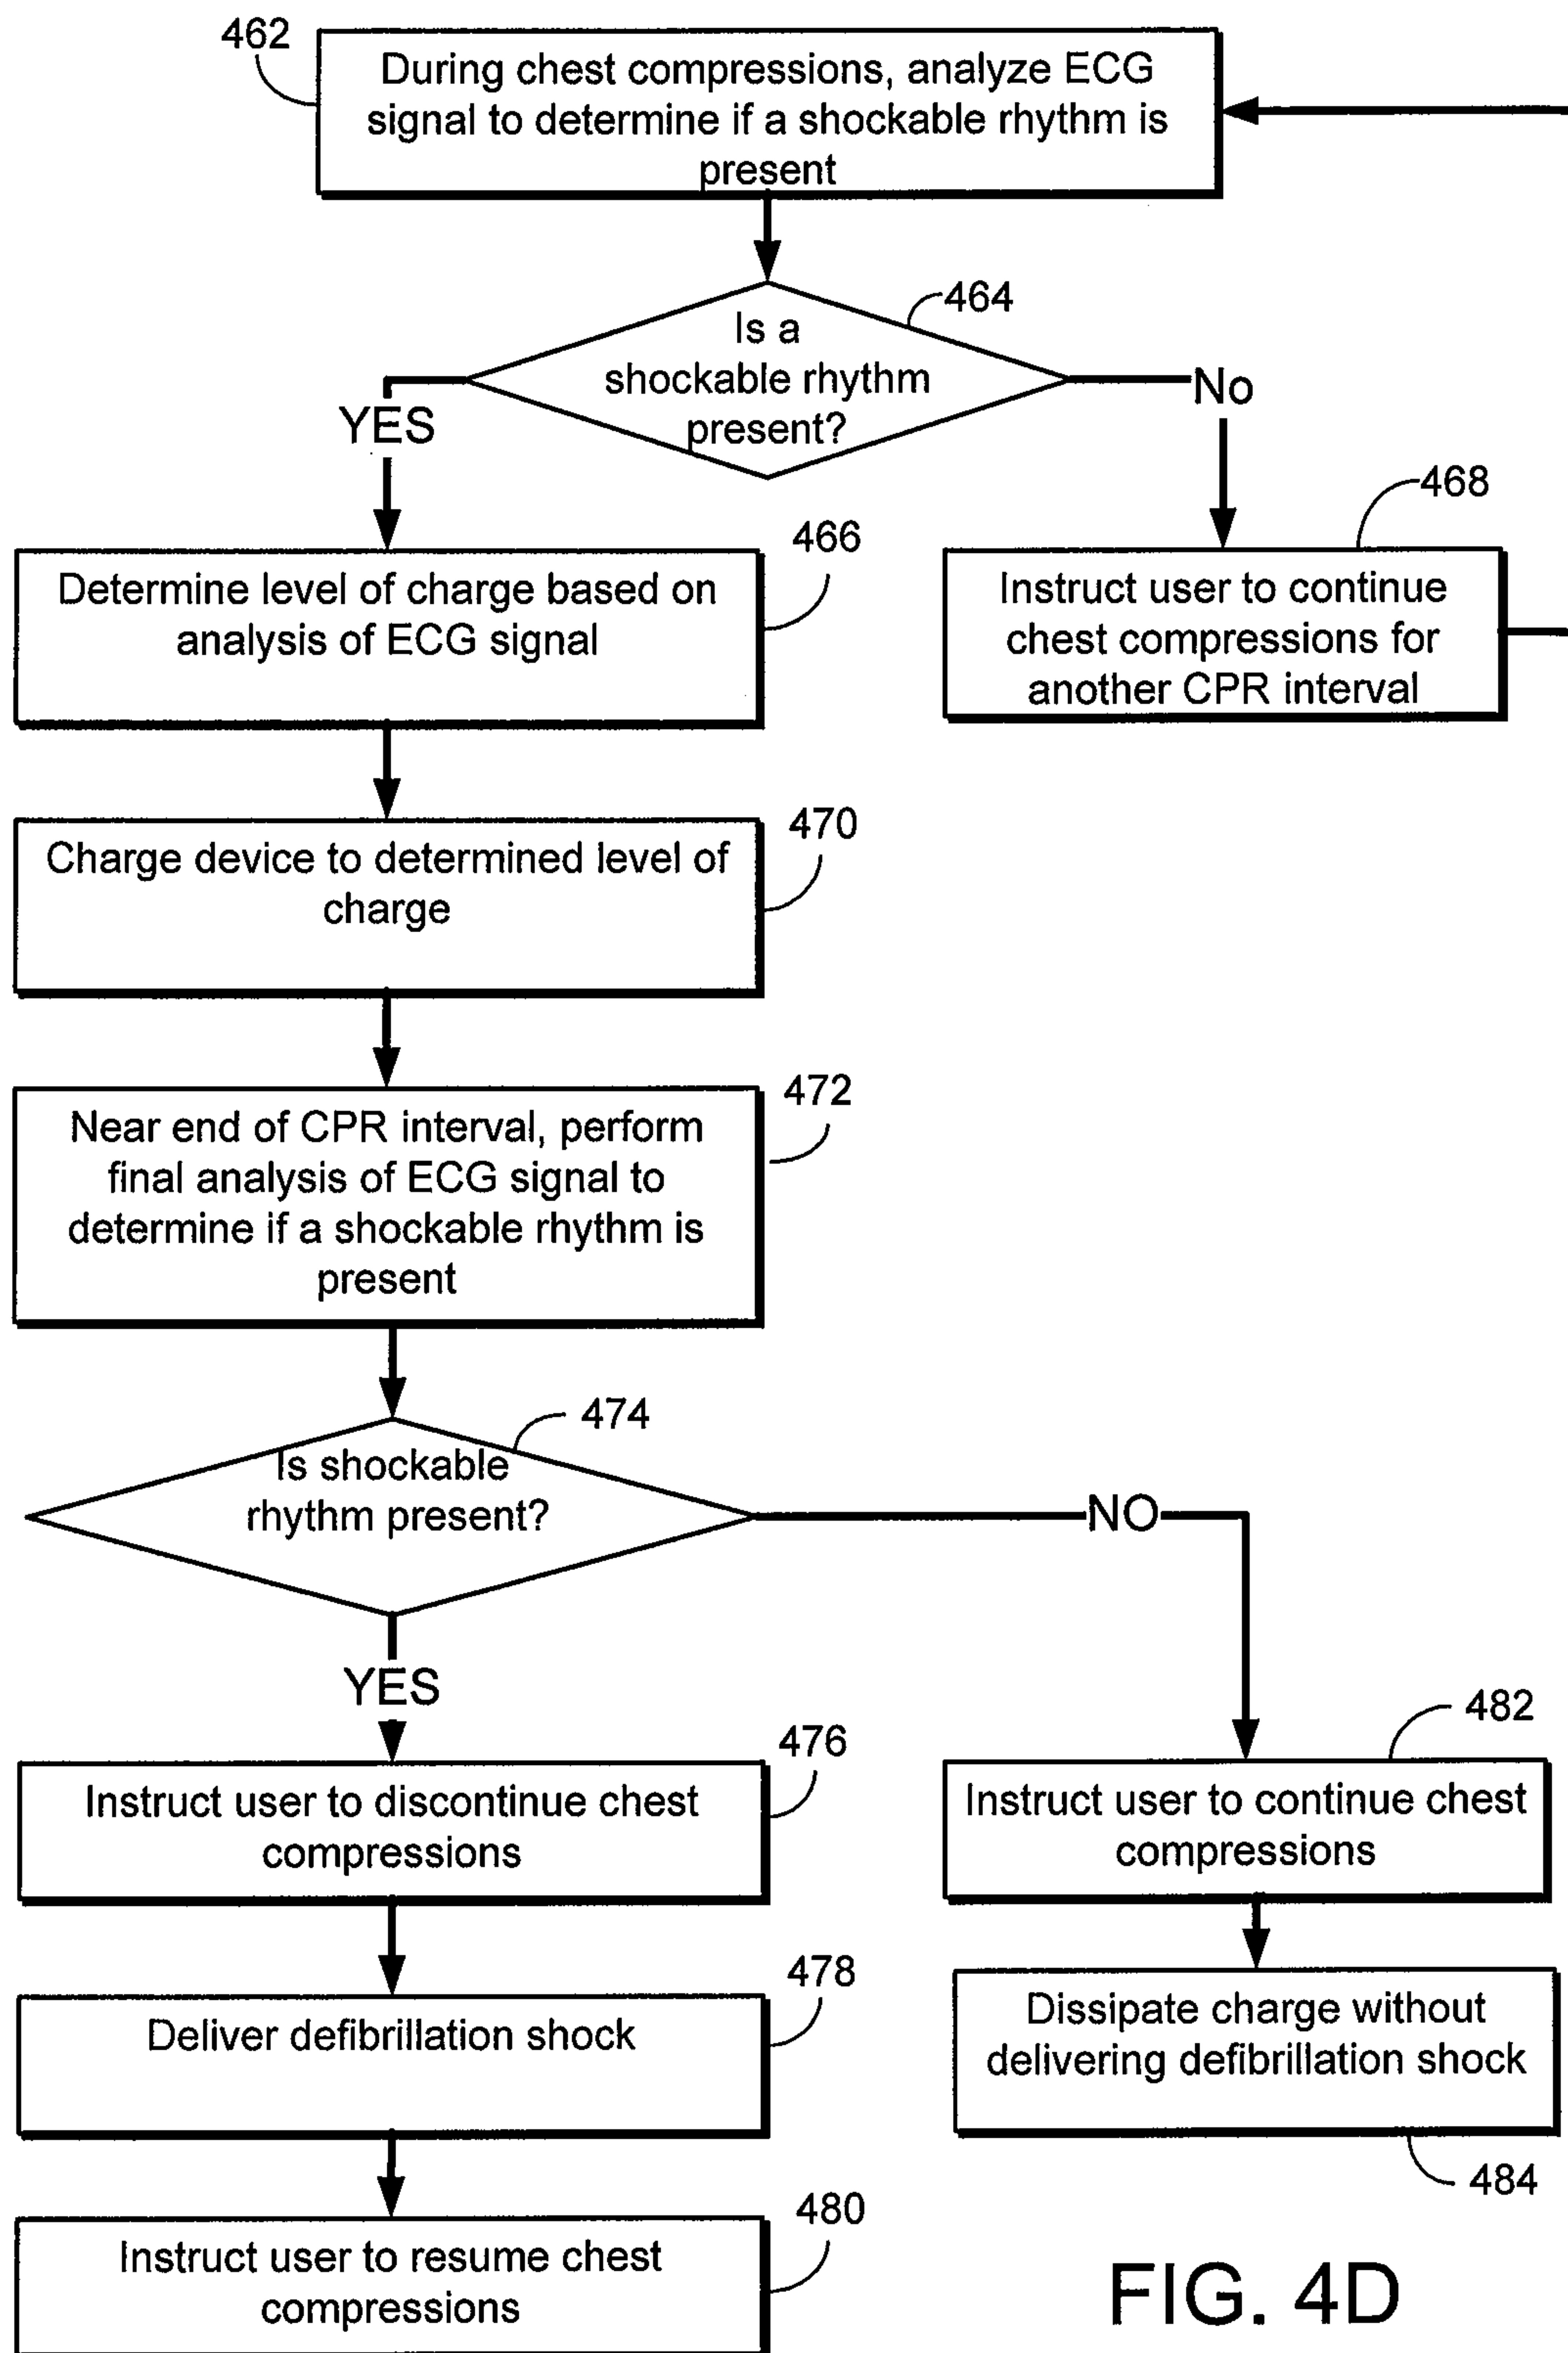 462
During chest compressions, analyze ECG
signal to determine if a shockable rhythm is
present
464
Is a
shockable rhythm
present?
YES
No
466
Determine level of charge based on
analysis of ECG signal
468
Instruct user to continue
chest compressions for
another CPR interval
470
Charge device to determined level of
charge
472
Near end of CPR interval, perform
final analysis of ECG signal to
determine if a shockable rhythm is
present
474
Is shockable
rhythm present?
NO
YES
476
Instruct user to discontinue chest
compressions
482
Instruct user to continue chest
compressions
478
Deliver defibrillation shock
Dissipate charge without
delivering defibrillation shock
484
480
Instruct user to resume chest
compressions
FIG. 4D